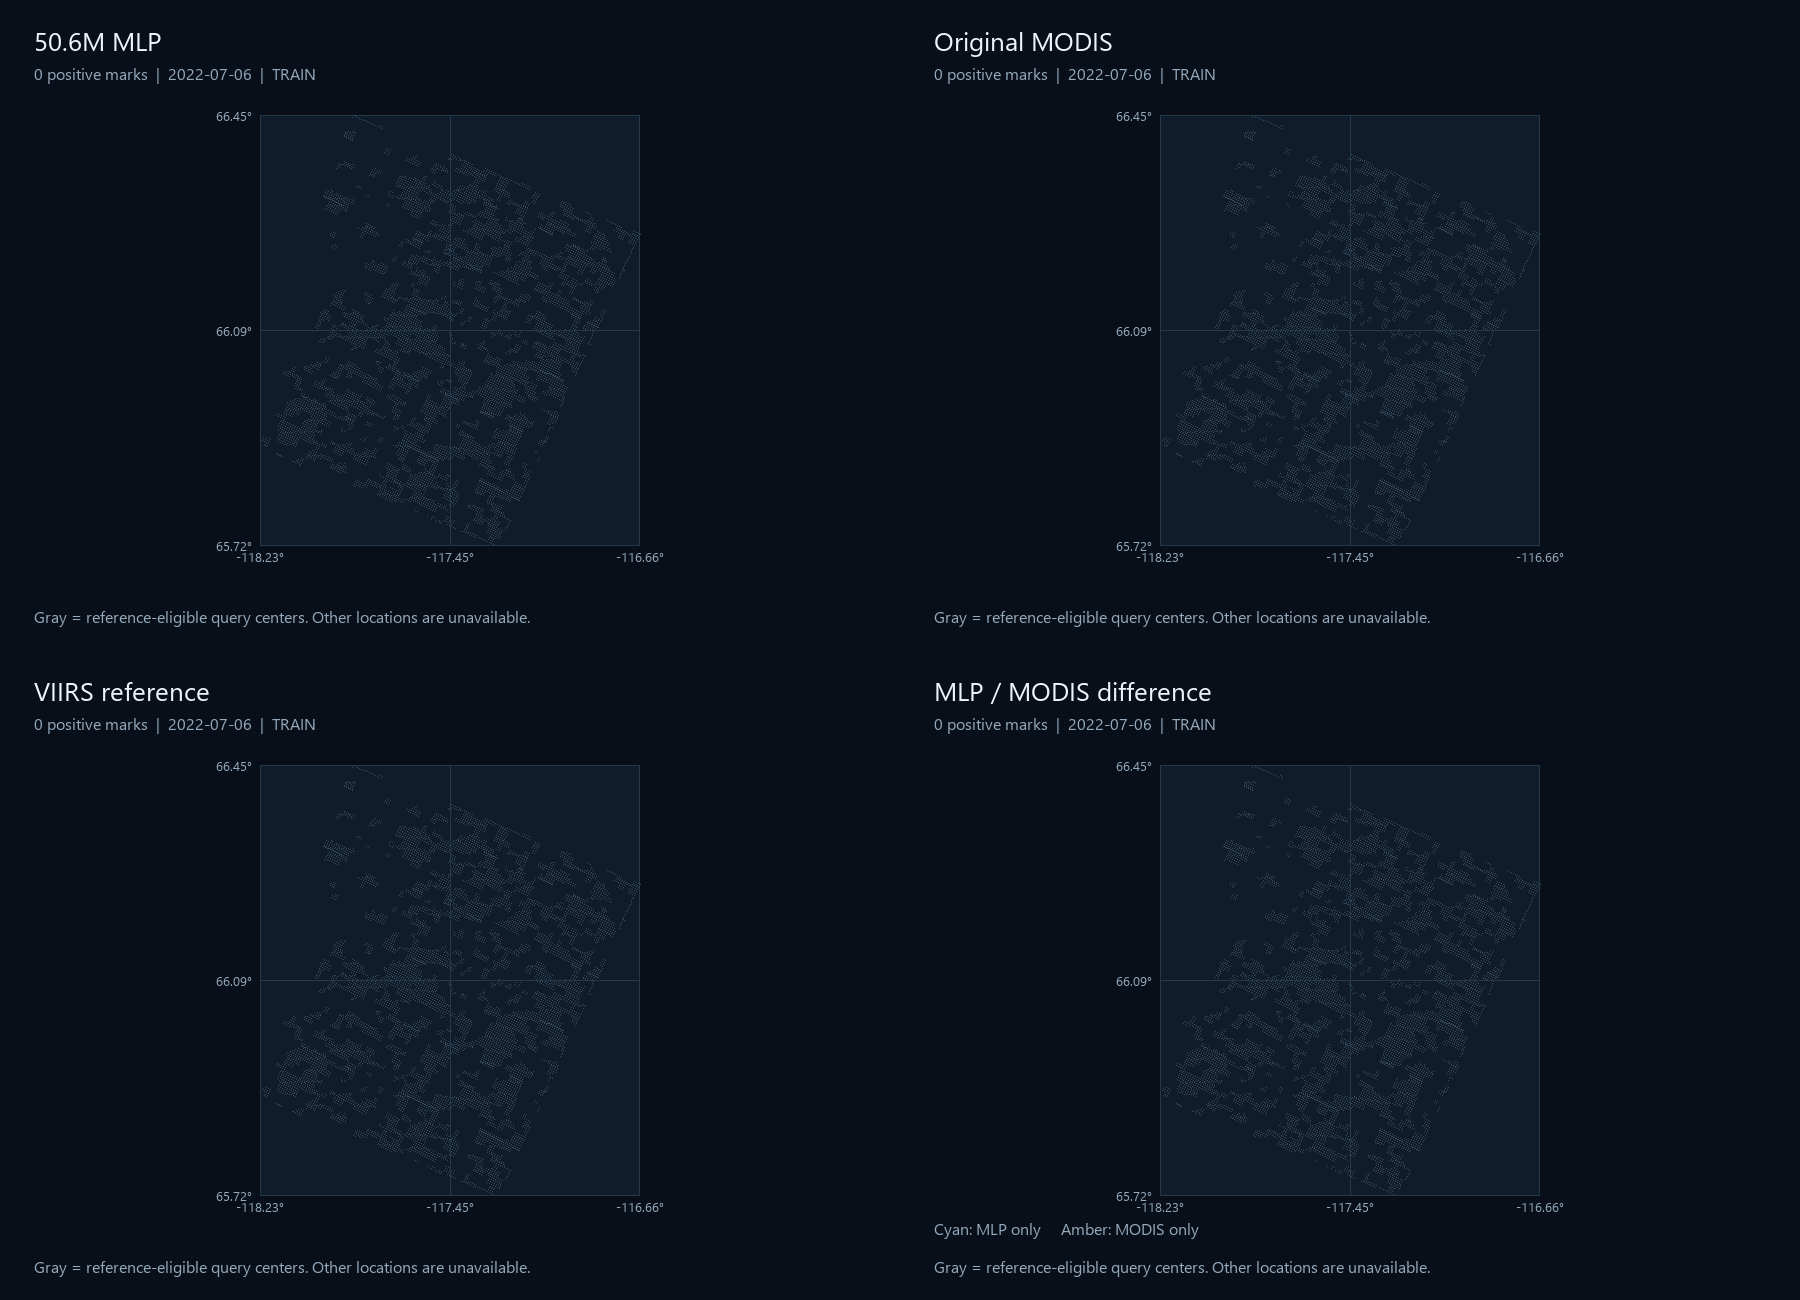 50.6M MLP
0 positive marks | 2022-07-06 | TRAIN
66.45°
66.09°
65.72°
-118.23° -117.45° -116.66°
Gray = reference-eligible query centers. Other locations are unavailable.
Original MODIS
0 positive marks | 2022-07-06 | TRAIN
66.45°
66.09°
65.72°
-118.23° -117.45° -116.66°
Gray = reference-eligible query centers. Other locations are unavailable.
VIIRS reference
0 positive marks | 2022-07-06 | TRAIN
66.45°
66.09°
65.72°
-118.23° -117.45° -116.66°
Gray = reference-eligible query centers. Other locations are unavailable.
MLP / MODIS difference
0 positive marks | 2022-07-06 | TRAIN
66.45°
66.09°
65.72°
-118.23° -117.45° -116.66°
Cyan: MLP only Amber: MODIS only
Gray = reference-eligible query centers. Other locations are unavailable.